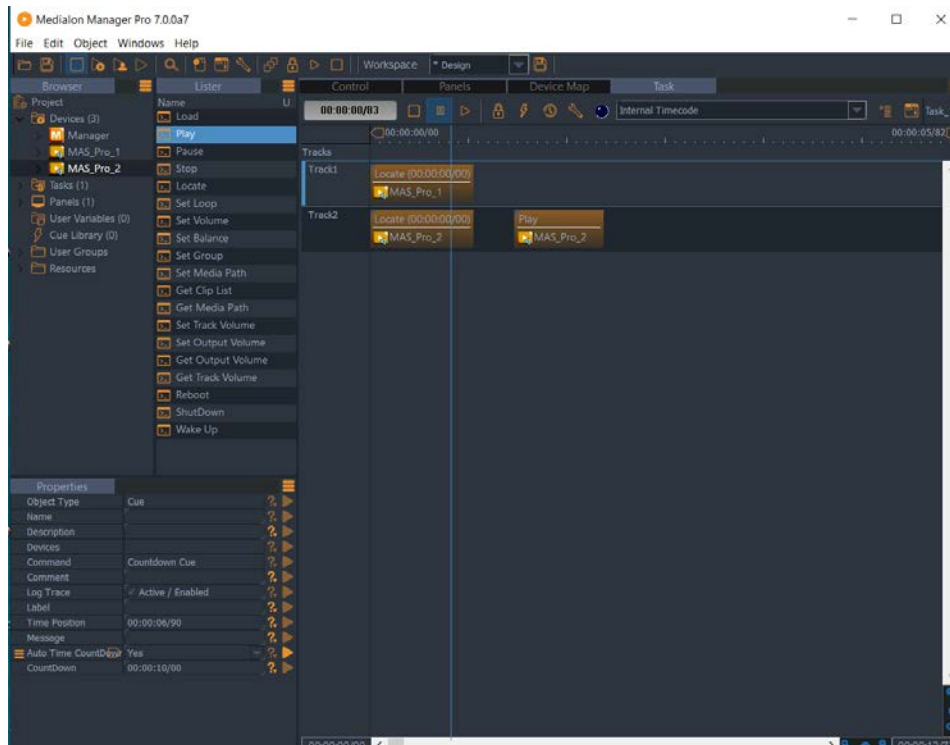 Medialon Manager Pro 7.0.0a7
File Edit Object Windows Help
Workspace * Design
Browser
Project
Devices (3)
Manager
MAS_Pro_1
MAS_Pro_2
Tasks (1)
Panels (1)
User Variables (0)
Cue Library (0)
User Groups
Resources
Lister
Name U
Load
Play
Pause
Stop
Locate
Set Loop
Set Volume
Set Balance
Set Group
Set Media Path
Get Clip List
Get Media Path
Set Track Volume
Set Output Volume
Get Output Volume
Get Track Volume
Reboot
ShutDown
Wake Up
Control Panels Device Map Task
00:00:00/03 Internal Timecode Task_
00:00:00/00 00:00:05/82
Tracks
Track1
Locate (00:00:00/00)
MAS_Pro_1
Track2
Locate (00:00:00/00) Play
MAS_Pro_2 MAS_Pro_2
Properties
Object Type Cue
Name
Description
Devices
Command Countdown Cue
Comment
Log Trace Active / Enabled
Label
Time Position 00:00:06/90
Message
Auto Time CountDown Yes
CountDown 00:00:10/00